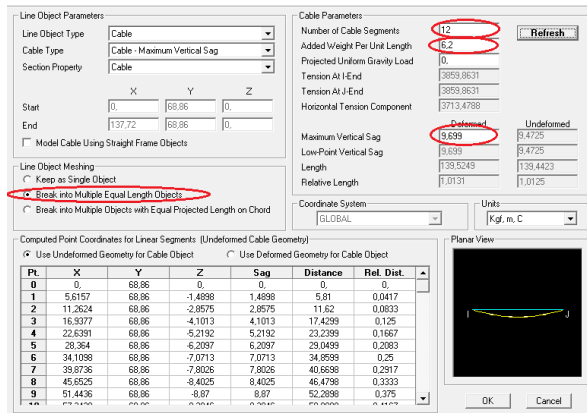 Line Object Parameters
Line Object Type Cable
Cable Type Cable - Maximum Vertical Sag
Section Property Cable
X Y Z
Start 0, 68,86 0,
End 137,72 68,86 0,
Model Cable Using Straight Frame Objects
Line Object Meshing
Keep as Single Object
Break into Multiple Equal Length Objects
Break into Multiple Objects with Equal Projected Length on Chord
Cable Parameters
Number of Cable Segments 12 Refresh
Added Weight Per Unit Length 6,2
Projected Uniform Gravity Load 0,
Tension At I-End 3859,8631
Tension At J-End 3859,8631
Horizontal Tension Component 3713,4788
Deformed Undeformed
Maximum Vertical Sag 9,699 9,4725
Low-Point Vertical Sag 9,699 9,4725
Length 139,5249 139,4423
Relative Length 1,0131 1,0125
Coordinate System
GLOBAL
Units
Kgf, m, C
Computed Point Coordinates for Linear Segments (Undeformed Cable Geometry)
Use Undeformed Geometry for Cable Object Use Deformed Geometry for Cable Object
Pt. X Y Z Sag Distance Rel. Dist.
0 0, 68,86 0, 0, 0, 0,
1 5,6157 68,86 -1,4898 1,4898 5,81 0,0417
2 11,2624 68,86 -2,8575 2,8575 11,62 0,0833
3 16,9377 68,86 -4,1013 4,1013 17,4299 0,125
4 22,6391 68,86 -5,2192 5,2192 23,2399 0,1667
5 28,364 68,86 -6,2097 6,2097 29,0499 0,2083
6 34,1098 68,86 -7,0713 7,0713 34,8599 0,25
7 39,8736 68,86 -7,8026 7,8026 40,6698 0,2917
8 45,6525 68,86 -8,4025 8,4025 46,4798 0,3333
9 51,4436 68,86 -8,87 8,87 52,2898 0,375
Planar View
I J
OK Cancel